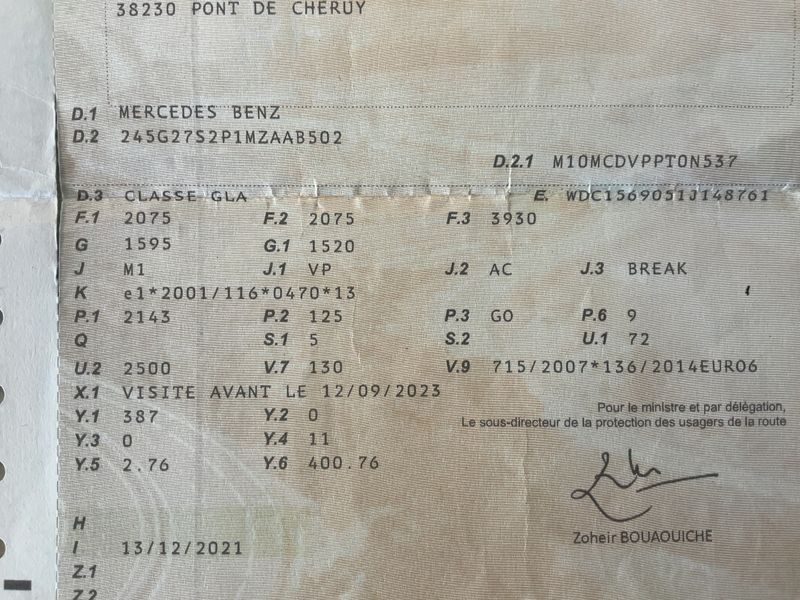 38230 PONT DE CHERUY
D.1 MERCEDES BENZ
D.2 245G27S2P1MZAAB502
D.2.1 M10MCDVPPT0N537
D.3 CLASSE GLA E. WDC1569051J148761
F.1 2075 F.2 2075 F.3 3930
G 1595 G.1 1520
J M1 J.1 VP J.2 AC J.3 BREAK
K e1*2001/116*0470*13
P.1 2143 P.2 125 P.3 GO P.6 9
Q S.1 5 S.2 U.1 72
U.2 2500 V.7 130 V.9 715/2007*136/2014EURO6
X.1 VISITE AVANT LE 12/09/2023
Y.1 387 Y.2 0
Y.3 0 Y.4 11
Y.5 2.76 Y.6 400.76
Pour le ministre et par délégation,
Le sous-directeur de la protection des usagers de la route
Zoheir BOUAOUICHE
H
I 13/12/2021
Z.1
Z.2